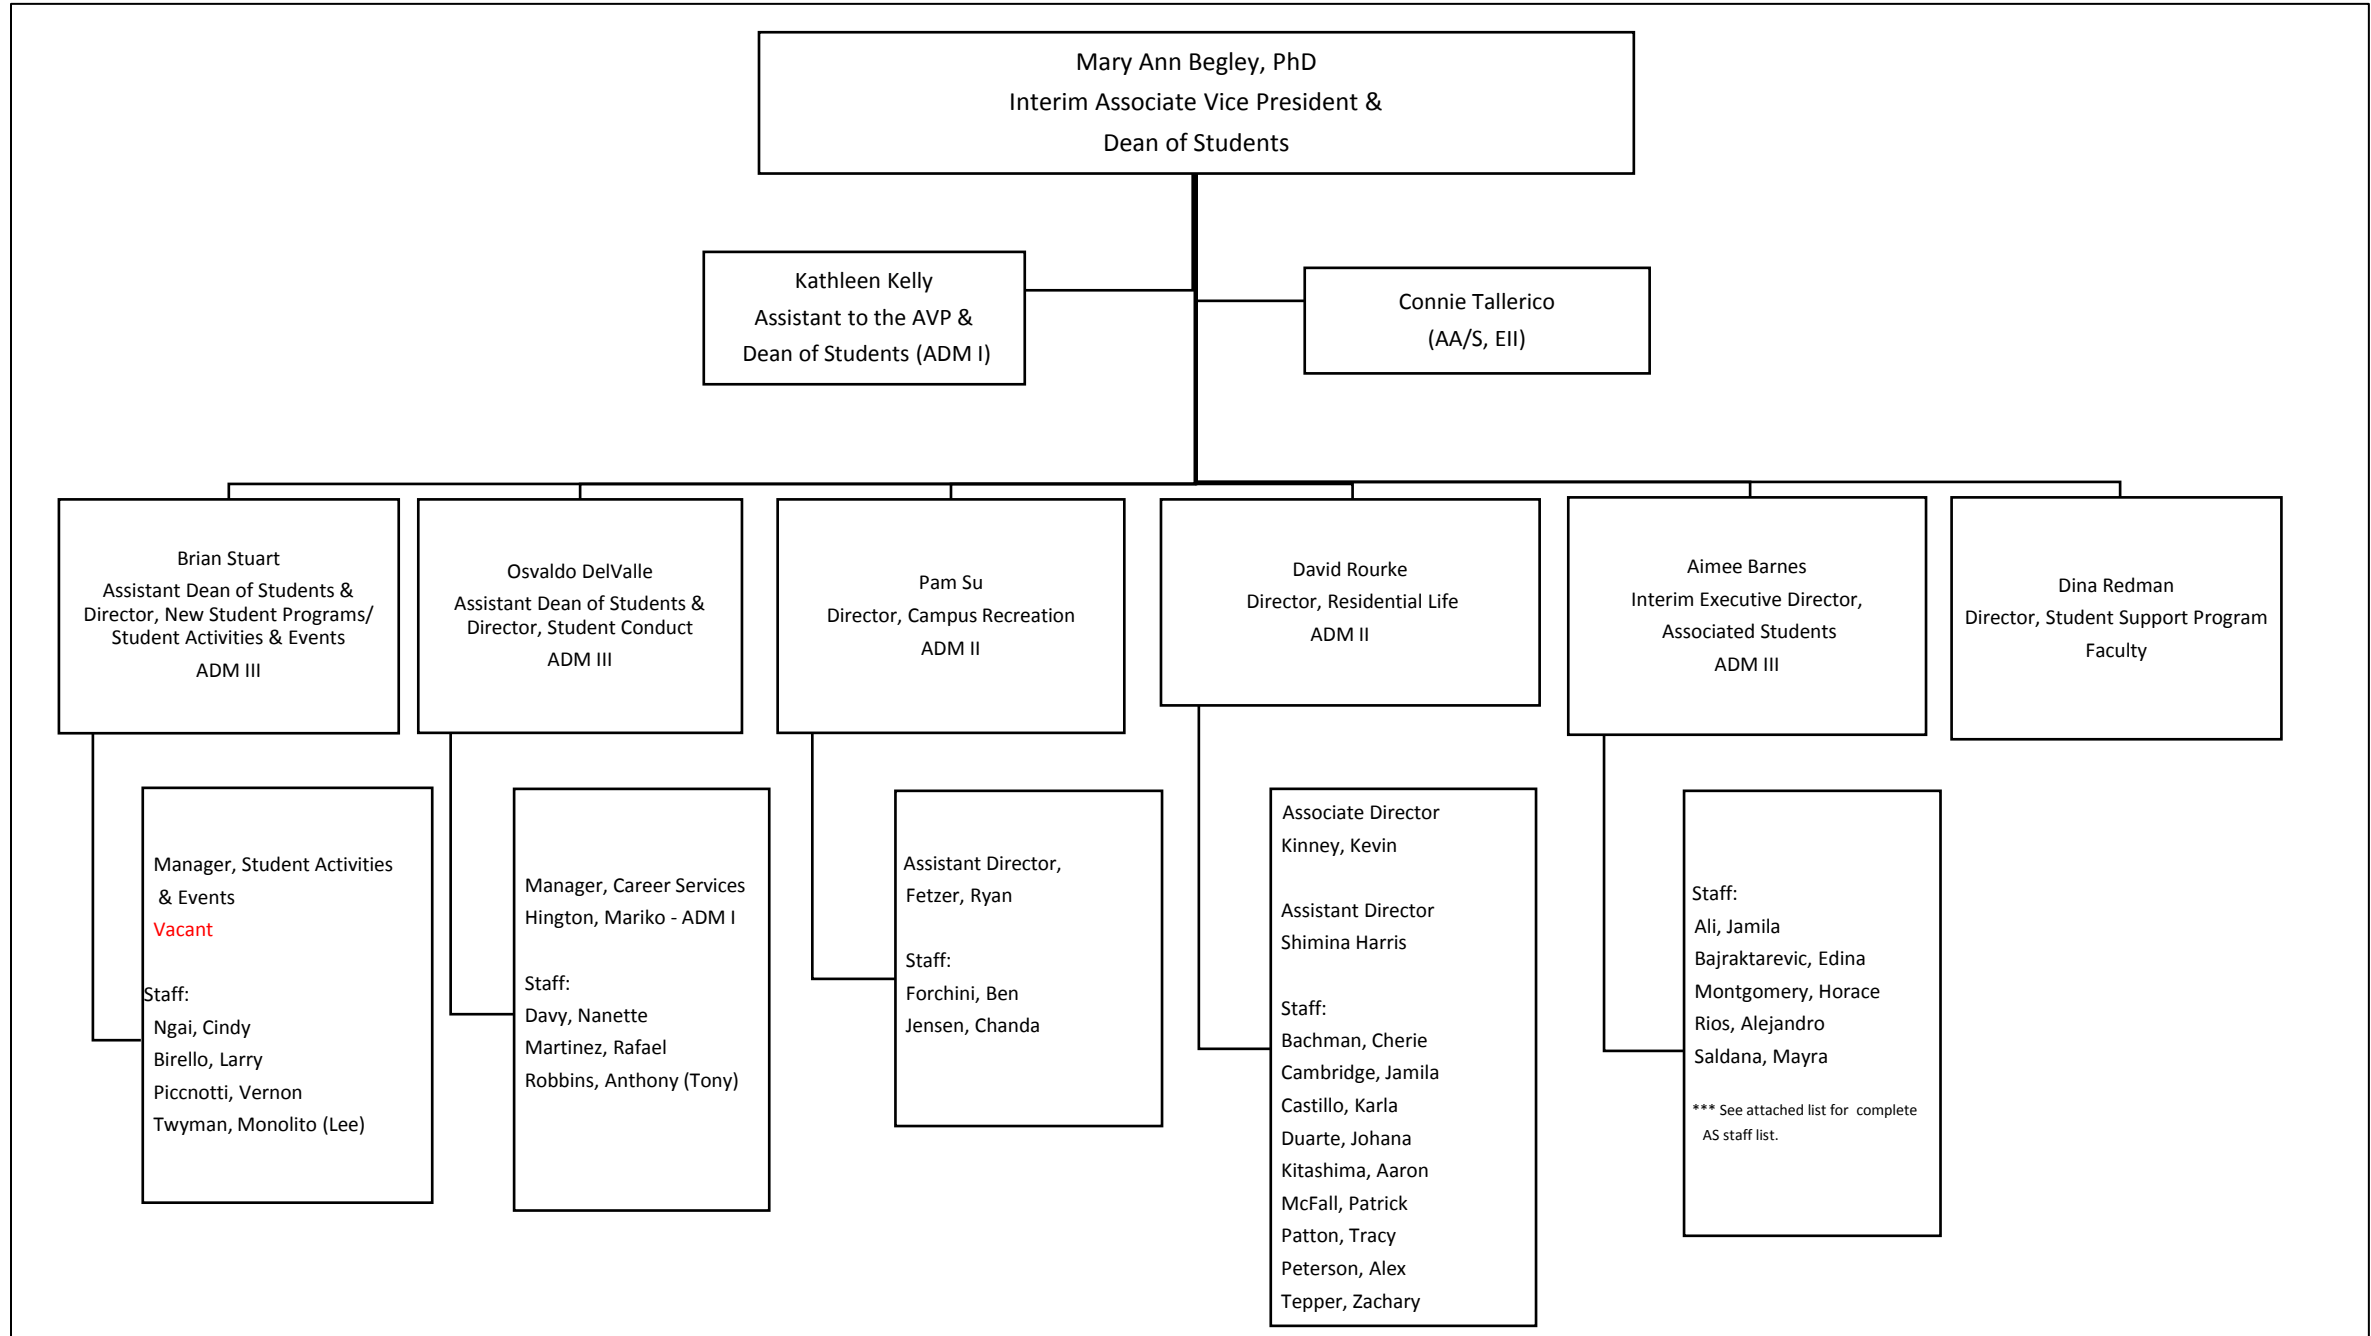 Mary Ann Begley, PhD
Interim Associate Vice President &
Dean of Students
Kathleen Kelly
Assistant to the AVP &
Dean of Students (ADM I)
Connie Tallerico
(AA/S, EII)
Brian Stuart
Assistant Dean of Students &
Director, New Student Programs/
Student Activities & Events
ADM III
Osvaldo DelValle
Assistant Dean of Students &
Director, Student Conduct
ADM III
Pam Su
Director, Campus Recreation
ADM II
David Rourke
Director, Residential Life
ADM II
Aimee Barnes
Interim Executive Director,
Associated Students
ADM III
Dina Redman
Director, Student Support Program
Faculty
Manager, Student Activities
& Events
Vacant
Staff:
Ngai, Cindy
Birello, Larry
Piccnotti, Vernon
Twyman, Monolito (Lee)
Manager, Career Services
Hington, Mariko - ADM I
Staff:
Davy, Nanette
Martinez, Rafael
Robbins, Anthony (Tony)
Assistant Director,
Fetzer, Ryan
Staff:
Forchini, Ben
Jensen, Chanda
Associate Director
Kinney, Kevin
Assistant Director
Shimina Harris
Staff:
Bachman, Cherie
Cambridge, Jamila
Castillo, Karla
Duarte, Johana
Kitashima, Aaron
McFall, Patrick
Patton, Tracy
Peterson, Alex
Tepper, Zachary
Staff:
Ali, Jamila
Bajraktarevic, Edina
Montgomery, Horace
Rios, Alejandro
Saldana, Mayra
*** See attached list for complete
AS staff list.